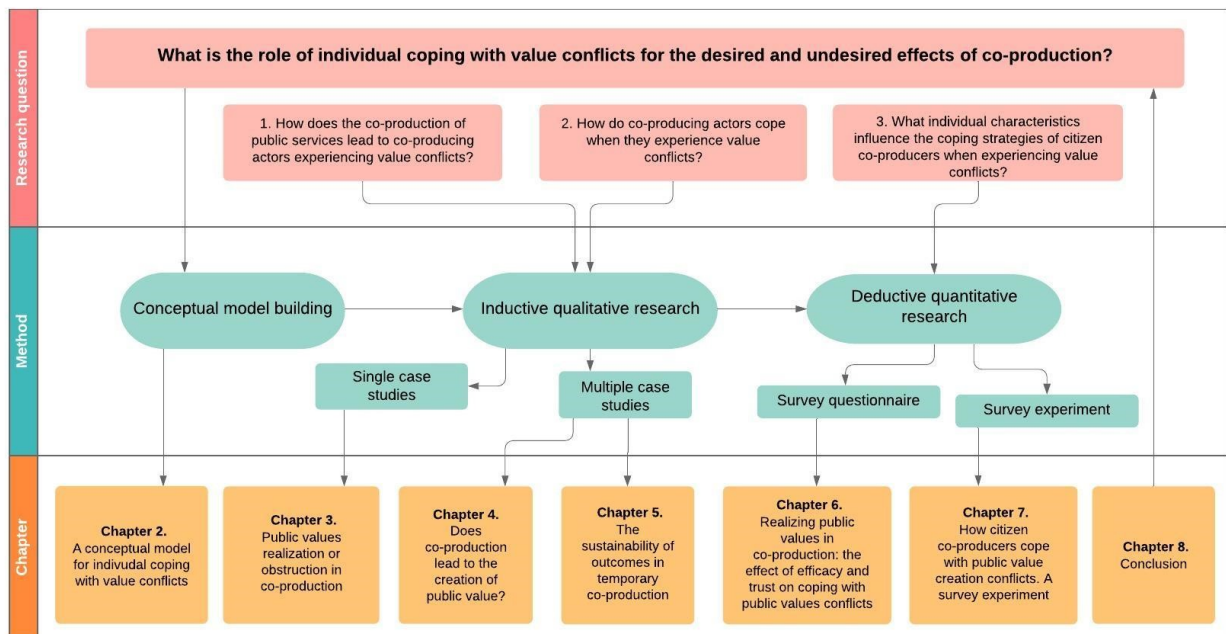 Research question
What is the role of individual coping with value conflicts for the desired and undesired effects of co-production?
1. How does the co-production of
public services lead to co-producing
actors experiencing value conflicts?
2. How do co-producing actors cope
when they experience value
conflicts?
3. What individual characteristics
influence the coping strategies of citizen
co-producers when experiencing value
conflicts?
Method
Conceptual model building
Inductive qualitative research
Deductive quantitative
research
Single case
studies
Multiple case
studies
Survey questionnaire
Survey experiment
Chapter
Chapter 2.
A conceptual model
for indivudal coping
with value conflicts
Chapter 3.
Public values
realization or
obstruction in
co-production
Chapter 4.
Does
co-production
lead to the
creation of
public value?
Chapter 5.
The
sustainability of
outcomes in
temporary
co-production
Chapter 6.
Realizing public
values in
co-production: the
effect of efficacy and
trust on coping with
public values conflicts
Chapter 7.
How citizen
co-producers cope
with public value
creation conflicts. A
survey experiment
Chapter 8.
Conclusion